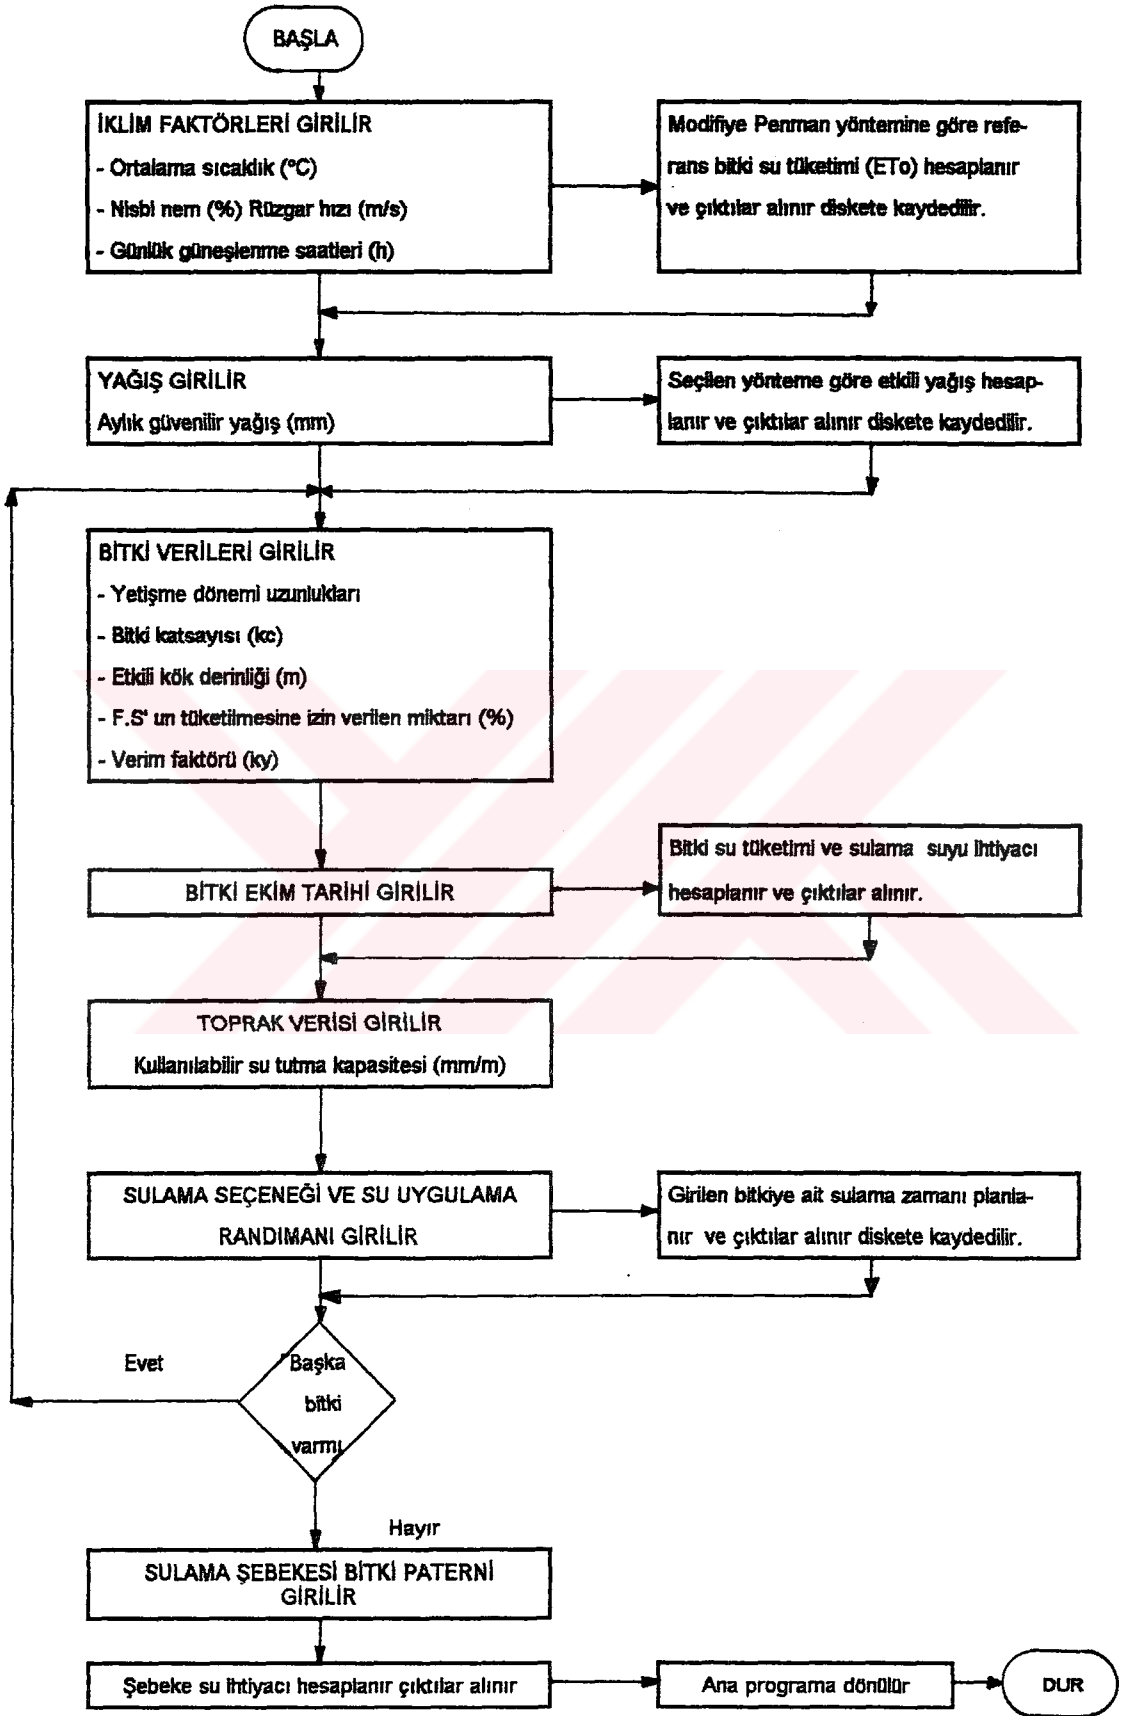 BAŞLA
İKLİM FAKTÖRLERİ GİRİLİR
- Ortalama sıcaklık (°C)
- Nisbi nem (%) Rüzgar hızı (m/s)
- Günlük güneşlenme saatleri (h)
Modifiye Penman yöntemine göre refe-
rans bitki su tüketimi (ETo) hesaplanır
ve çıktılar alınır diskete kaydedilir.
YAĞIŞ GİRİLİR
Aylık güvenilir yağış (mm)
Seçilen yönteme göre etkili yağış hesap-
lanır ve çıktılar alınır diskete kaydedilir.
BİTKİ VERİLERİ GİRİLİR
- Yetişme dönemi uzunlukları
- Bitki katsayısı (kc)
- Etkili kök derinliği (m)
- F.S' un tüketilmesine izin verilen miktarı (%)
- Verim faktörü (ky)
BİTKİ EKİM TARİHİ GİRİLİR
Bitki su tüketimi ve sulama suyu ihtiyacı
hesaplanır ve çıktılar alınır.
TOPRAK VERİSİ GİRİLİR
Kullanılabilir su tutma kapasitesi (mm/m)
SULAMA SEÇENEĞİ VE SU UYGULAMA
RANDIMANI GİRİLİR
Girilen bitkiye ait sulama zamanı planla-
nır ve çıktılar alınır diskete kaydedilir.
Evet
Başka
bitki
varmı
Hayır
SULAMA ŞEBEKESİ BİTKİ PATERNİ
GİRİLİR
Şebeke su ihtiyacı hesaplanır çıktılar alınır
Ana programa dönülür
DUR